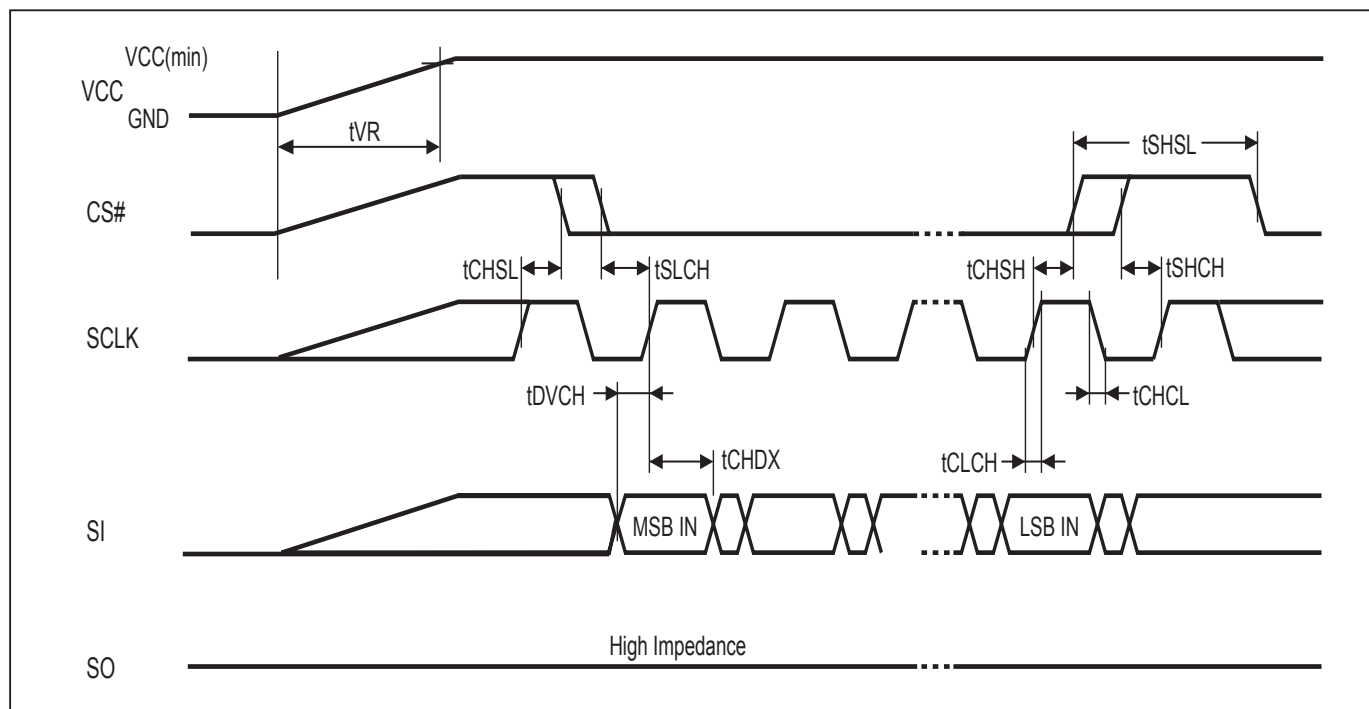 VCC(min)
VCC
GND
tVR
tSHSL
CS#
tCHSL
tSLCH
tCHSH
tSHCH
SCLK
tDVCH
tCHCL
tCHDX
tCLCH
SI
MSB IN
LSB IN
High Impedance
SO